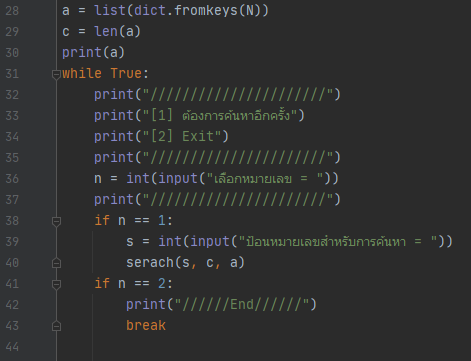 28 a = list(dict.fromkeys(N))
29 c = len(a)
30 print(a)
31 while True:
32 print("//////////////////////")
33 print("[1] ต้องการค้นหาอีกครั้ง")
34 print("[2] Exit")
35 print("//////////////////////")
36 n = int(input("เลือกหมายเลข = "))
37 print("//////////////////////")
38 if n == 1:
39 s = int(input("ป้อนหมายเลขสำหรับการค้นหา = "))
40 serach(s, c, a)
41 if n == 2:
42 print("//////End//////")
43 break
44